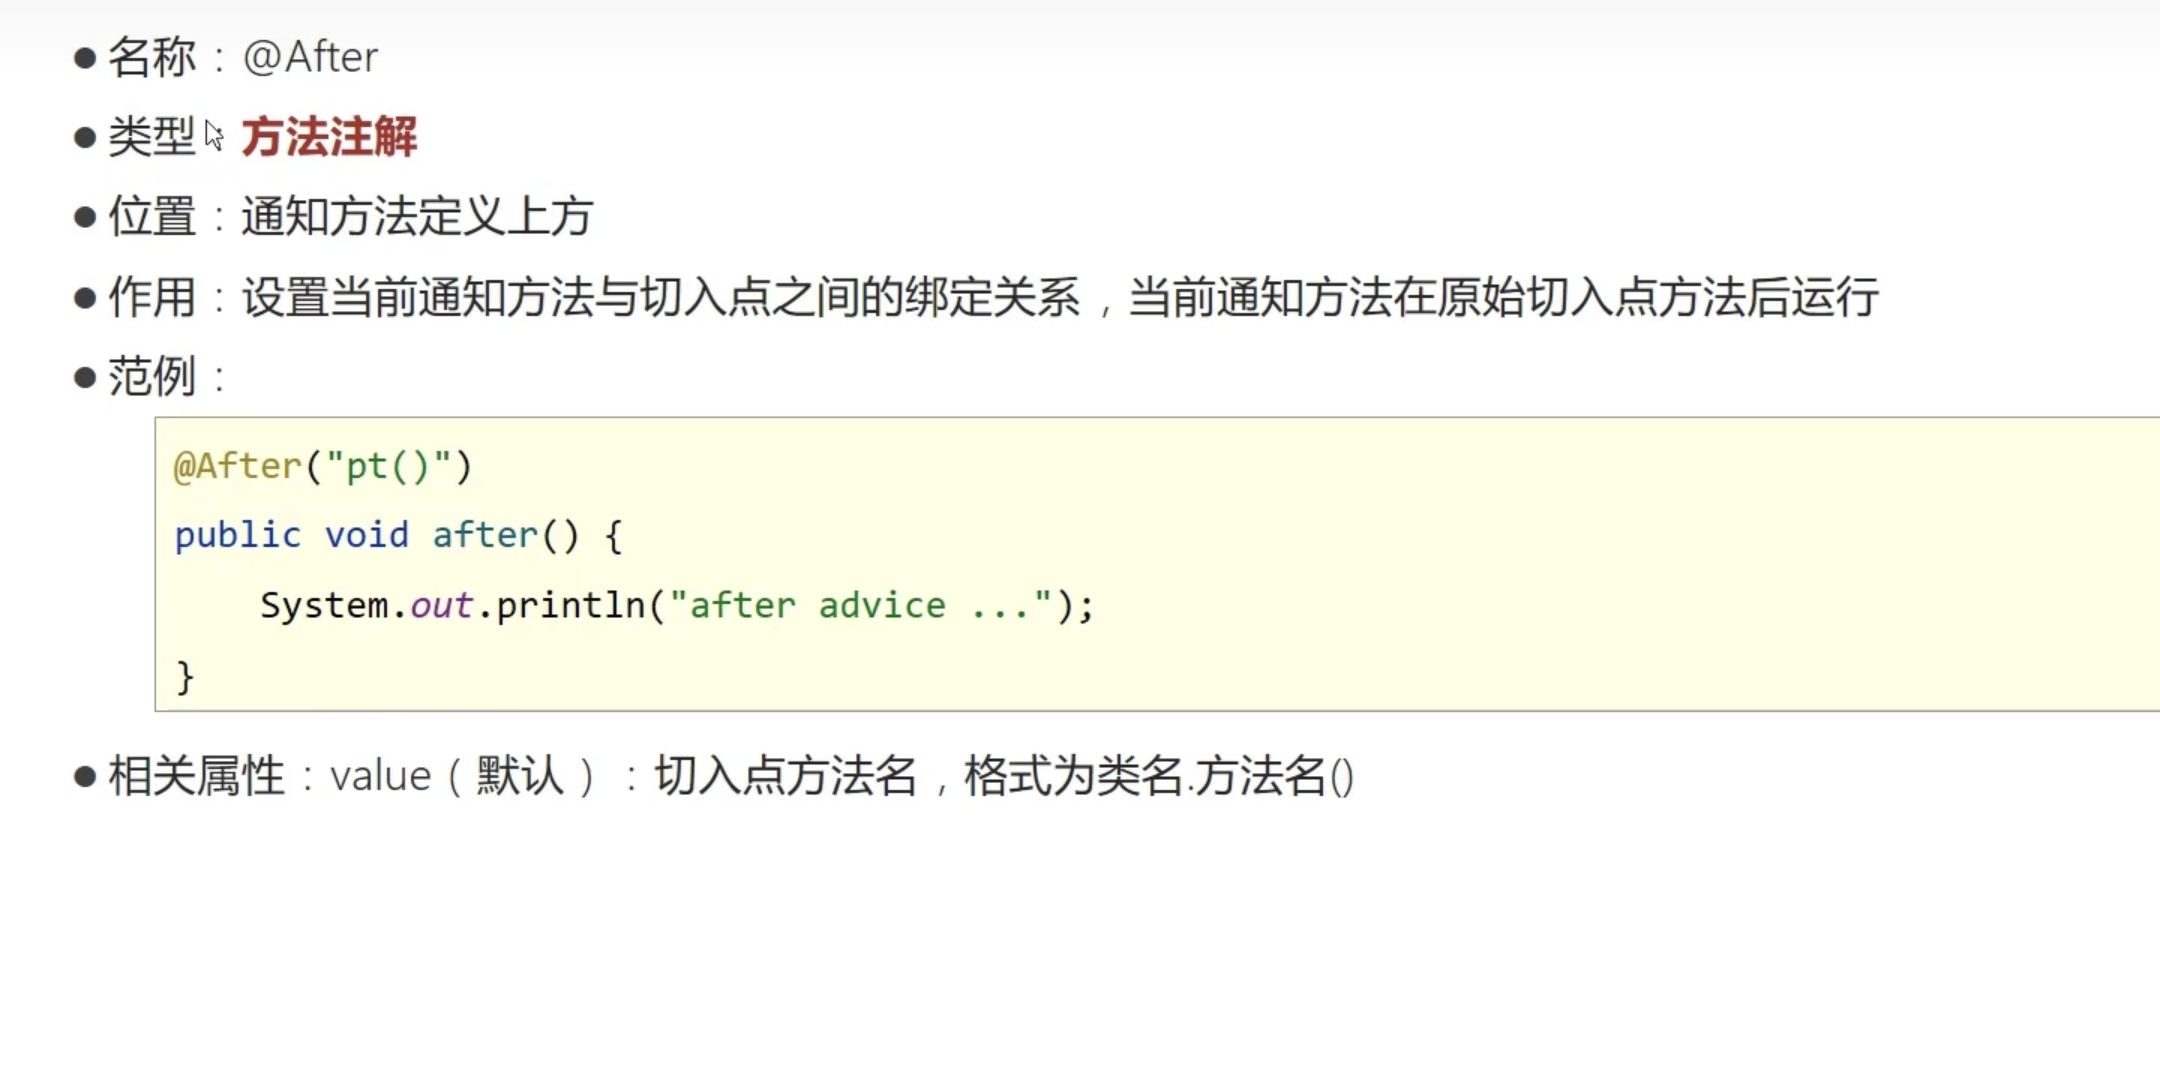 ● 名称：@After
● 类型 方法注解
● 位置：通知方法定义上方
● 作用：设置当前通知方法与切入点之间的绑定关系，当前通知方法在原始切入点方法后运行
● 范例：
@After("pt()")
public void after() {
    System.out.println("after advice ...");
}
● 相关属性：value（默认）：切入点方法名，格式为类名.方法名()